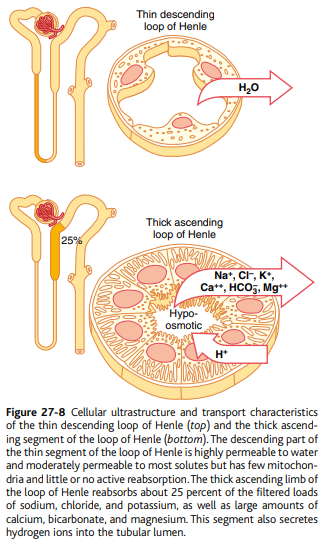 Thin descending
loop of Henle
H₂O
Thick ascending
loop of Henle
25%
Na⁺, Cl⁻, K⁺,
Ca⁺⁺, HCO₃⁻, Mg⁺⁺
Hypo-
osmotic
H⁺
Figure 27-8 Cellular ultrastructure and transport characteristics
of the thin descending loop of Henle (top) and the thick ascend-
ing segment of the loop of Henle (bottom). The descending part of
the thin segment of the loop of Henle is highly permeable to water
and moderately permeable to most solutes but has few mitochon-
dria and little or no active reabsorption. The thick ascending limb of
the loop of Henle reabsorbs about 25 percent of the filtered loads
of sodium, chloride, and potassium, as well as large amounts of
calcium, bicarbonate, and magnesium. This segment also secretes
hydrogen ions into the tubular lumen.